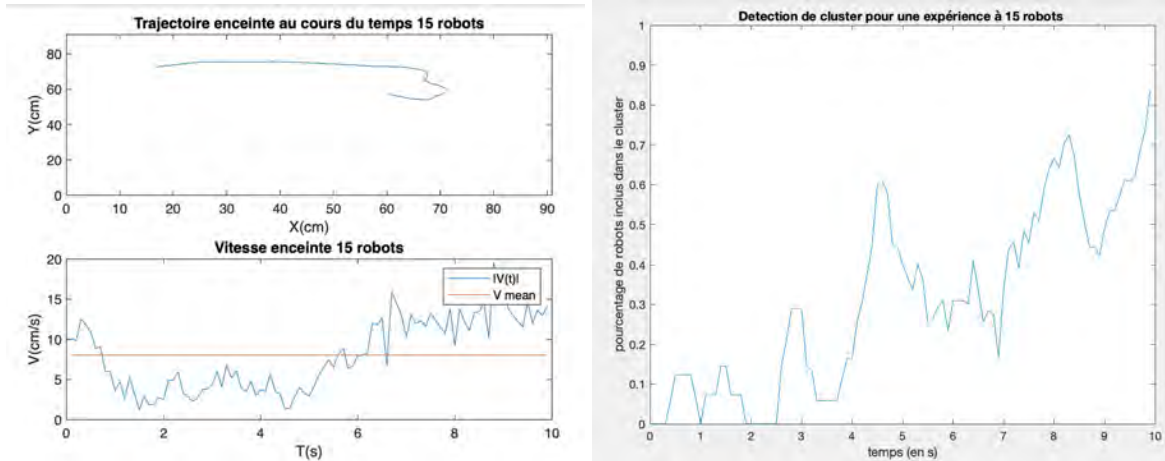 Trajectoire enceinte au cours du temps 15 robots
80
60
40
20
0
Y(cm)
0 10 20 30 40 50 60 70 80 90
X(cm)
Vitesse enceinte 15 robots
20
15
10
5
0
V(cm/s)
|V(t)|
V mean
0 2 4 6 8 10
T(s)
Detection de cluster pour une expérience à 15 robots
1
0.9
0.8
0.7
0.6
0.5
0.4
0.3
0.2
0.1
0
pourcentage de robots inclus dans le cluster
0 1 2 3 4 5 6 7 8 9 10
temps (en s)